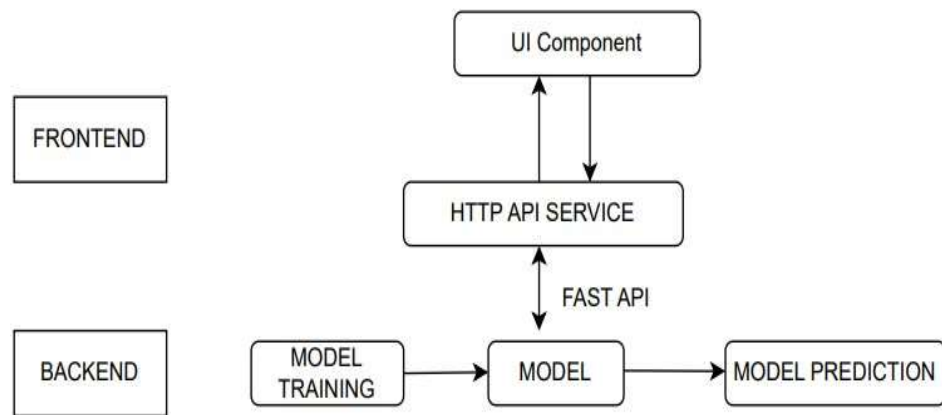 UI Component
FRONTEND
HTTP API SERVICE
FAST API
BACKEND
MODEL
TRAINING
MODEL
MODEL PREDICTION